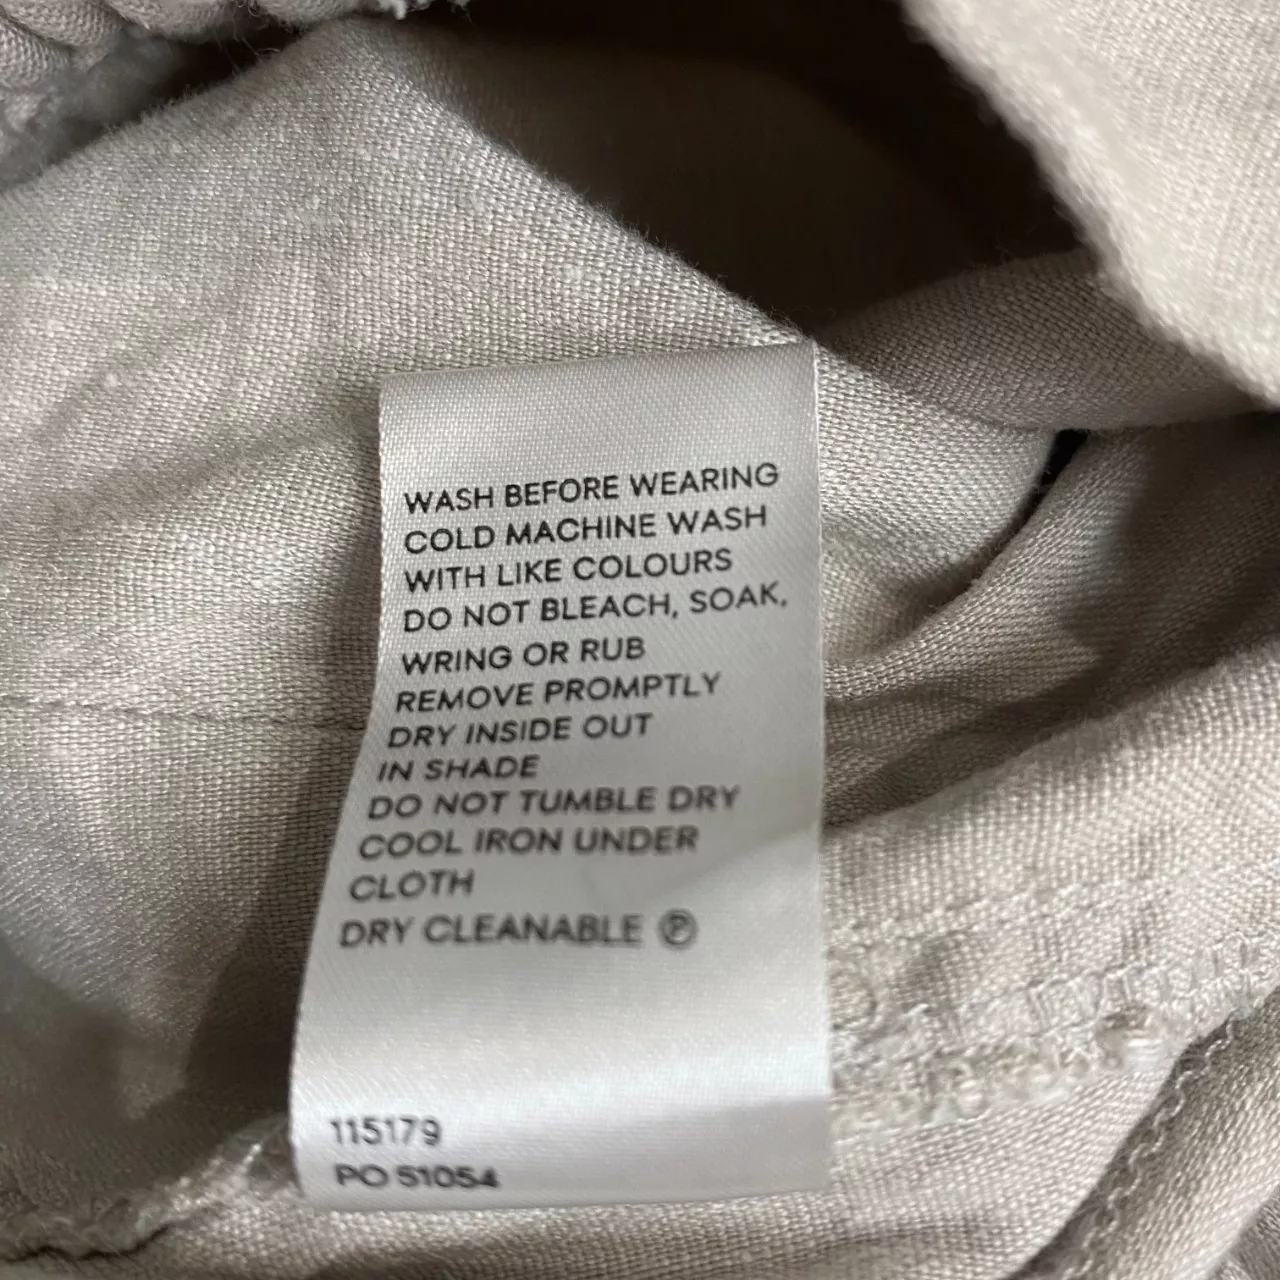 WASH BEFORE WEARING
COLD MACHINE WASH
WITH LIKE COLOURS
DO NOT BLEACH, SOAK,
WRING OR RUB
REMOVE PROMPTLY
DRY INSIDE OUT
IN SHADE
DO NOT TUMBLE DRY
COOL IRON UNDER
CLOTH
DRY CLEANABLE Ⓟ
115179
PO 51054